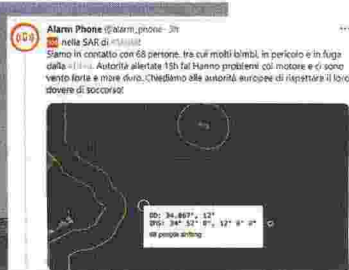 Alarm Phone @alarm_phone · 3h
SOS nella SAR di
Siamo in contatto con 68 persone, tra cui molti bimbi, in pericolo e in fuga
dalla Autorità allertate 15h fa! Hanno problemi col motore e ci sono
vento forte e mare duro. Chiediamo alle autorità europee di rispettare il loro
dovere di soccorso!
DD: 34.867°, 12°
DMS: 34° 52' 0", 12° 0' 0"
68 people